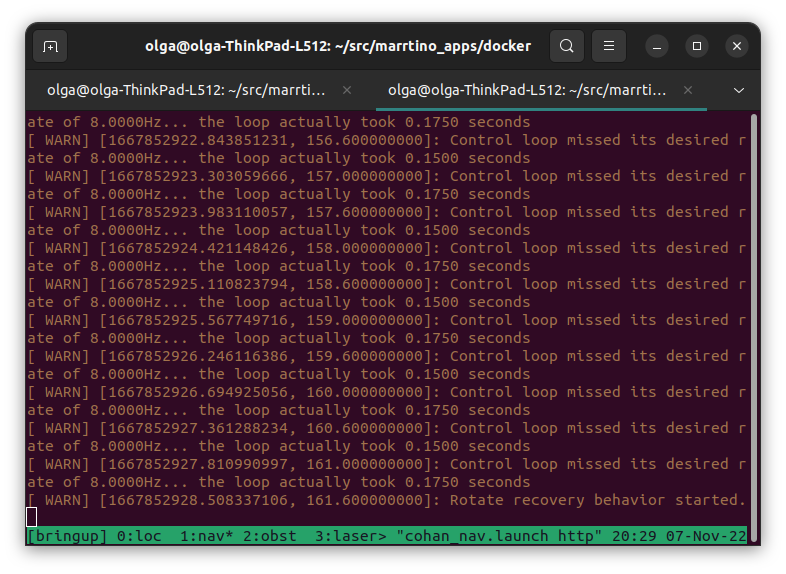 olga@olga-ThinkPad-L512: ~/src/marrtino_apps/docker
olga@olga-ThinkPad-L512: ~/src/marrti...
olga@olga-ThinkPad-L512: ~/src/marrti...
ate of 8.0000Hz... the loop actually took 0.1750 seconds
[ WARN] [1667852922.843851231, 156.600000000]: Control loop missed its desired r
ate of 8.0000Hz... the loop actually took 0.1500 seconds
[ WARN] [1667852923.303059666, 157.000000000]: Control loop missed its desired r
ate of 8.0000Hz... the loop actually took 0.1750 seconds
[ WARN] [1667852923.983110057, 157.600000000]: Control loop missed its desired r
ate of 8.0000Hz... the loop actually took 0.1500 seconds
[ WARN] [1667852924.421148426, 158.000000000]: Control loop missed its desired r
ate of 8.0000Hz... the loop actually took 0.1750 seconds
[ WARN] [1667852925.110823794, 158.600000000]: Control loop missed its desired r
ate of 8.0000Hz... the loop actually took 0.1500 seconds
[ WARN] [1667852925.567749716, 159.000000000]: Control loop missed its desired r
ate of 8.0000Hz... the loop actually took 0.1750 seconds
[ WARN] [1667852926.246116386, 159.600000000]: Control loop missed its desired r
ate of 8.0000Hz... the loop actually took 0.1500 seconds
[ WARN] [1667852926.694925056, 160.000000000]: Control loop missed its desired r
ate of 8.0000Hz... the loop actually took 0.1750 seconds
[ WARN] [1667852927.361288234, 160.600000000]: Control loop missed its desired r
ate of 8.0000Hz... the loop actually took 0.1500 seconds
[ WARN] [1667852927.810990997, 161.000000000]: Control loop missed its desired r
ate of 8.0000Hz... the loop actually took 0.1750 seconds
[ WARN] [1667852928.508337106, 161.600000000]: Rotate recovery behavior started.
[bringup] 0:loc  1:nav* 2:obst  3:laser> "cohan_nav.launch http" 20:29 07-Nov-22